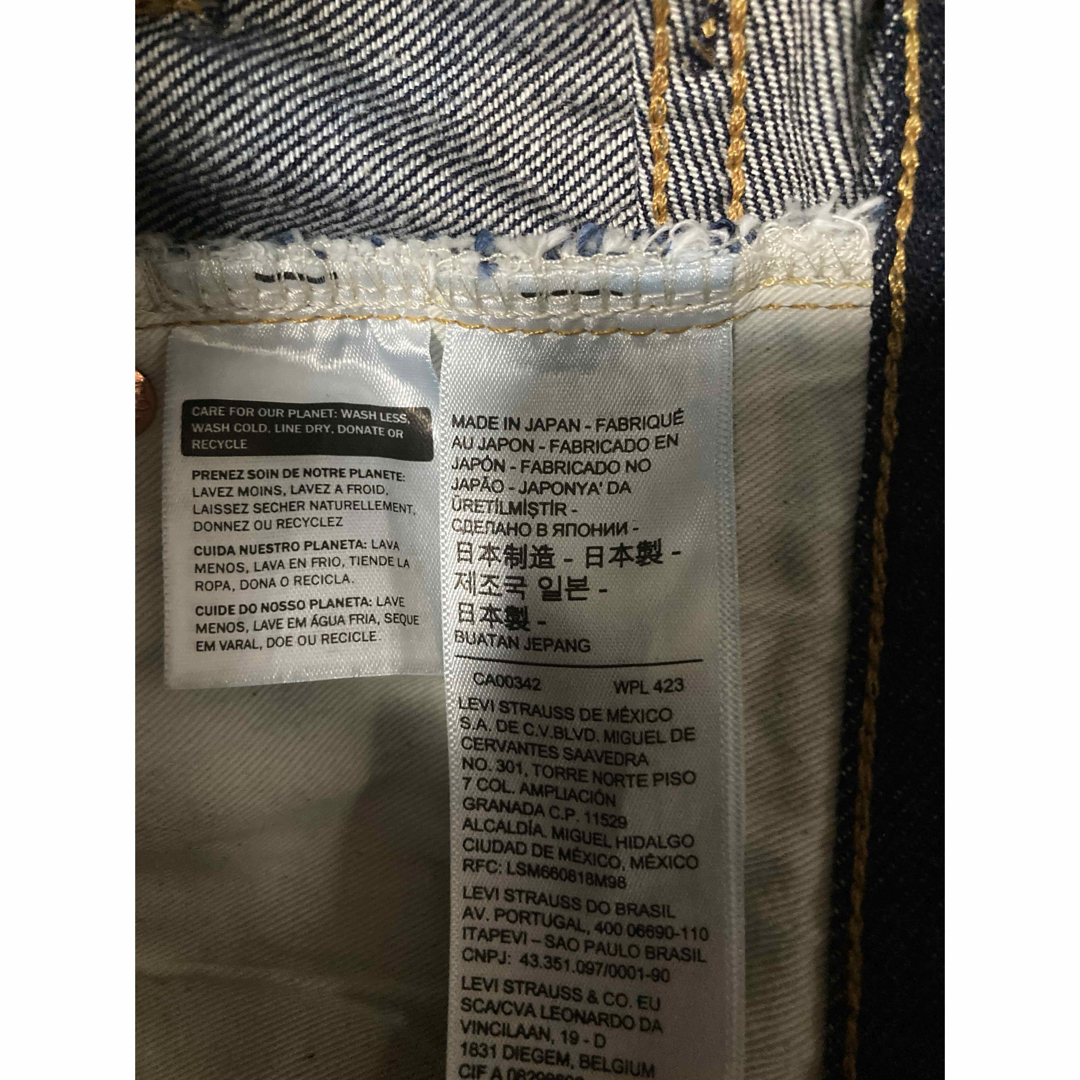 CARE FOR OUR PLANET: WASH LESS,
WASH COLD, LINE DRY, DONATE OR
RECYCLE
PRENEZ SOIN DE NOTRE PLANETE:
LAVEZ MOINS, LAVEZ A FROID,
LAISSEZ SECHER NATURELLEMENT,
DONNEZ OU RECYCLEZ
CUIDA NUESTRO PLANETA: LAVA
MENOS, LAVA EN FRIO, TIENDE LA
ROPA, DONA O RECICLA.
CUIDE DO NOSSO PLANETA: LAVE
MENOS, LAVE EM ÁGUA FRIA, SEQUE
EM VARAL, DOE OU RECICLE
MADE IN JAPAN - FABRIQUÉ
AU JAPON - FABRICADO EN
JAPÓN - FABRICADO NO
JAPÃO - JAPONYA' DA
ÜRETİLMİŞTİR -
СДЕЛАНО В ЯПОНИИ -
日本制造 - 日本製 -
제조국 일본 -
日本製 -
BUATAN JEPANG
CA00342 WPL 423
LEVI STRAUSS DE MÉXICO
S.A. DE C.V.BLVD. MIGUEL DE
CERVANTES SAAVEDRA
NO. 301, TORRE NORTE PISO
7 COL. AMPLIACIÓN
GRANADA C.P. 11529
ALCALDÍA. MIGUEL HIDALGO
CIUDAD DE MÉXICO, MÉXICO
RFC: LSM660818M98
LEVI STRAUSS DO BRASIL
AV. PORTUGAL, 400 06690-110
ITAPEVI – SAO PAULO BRASIL
CNPJ: 43.351.097/0001-90
LEVI STRAUSS & CO. EU
SCA/CVA LEONARDO DA
VINCILAAN, 19 - D
1831 DIEGEM, BELGIUM
CIF A